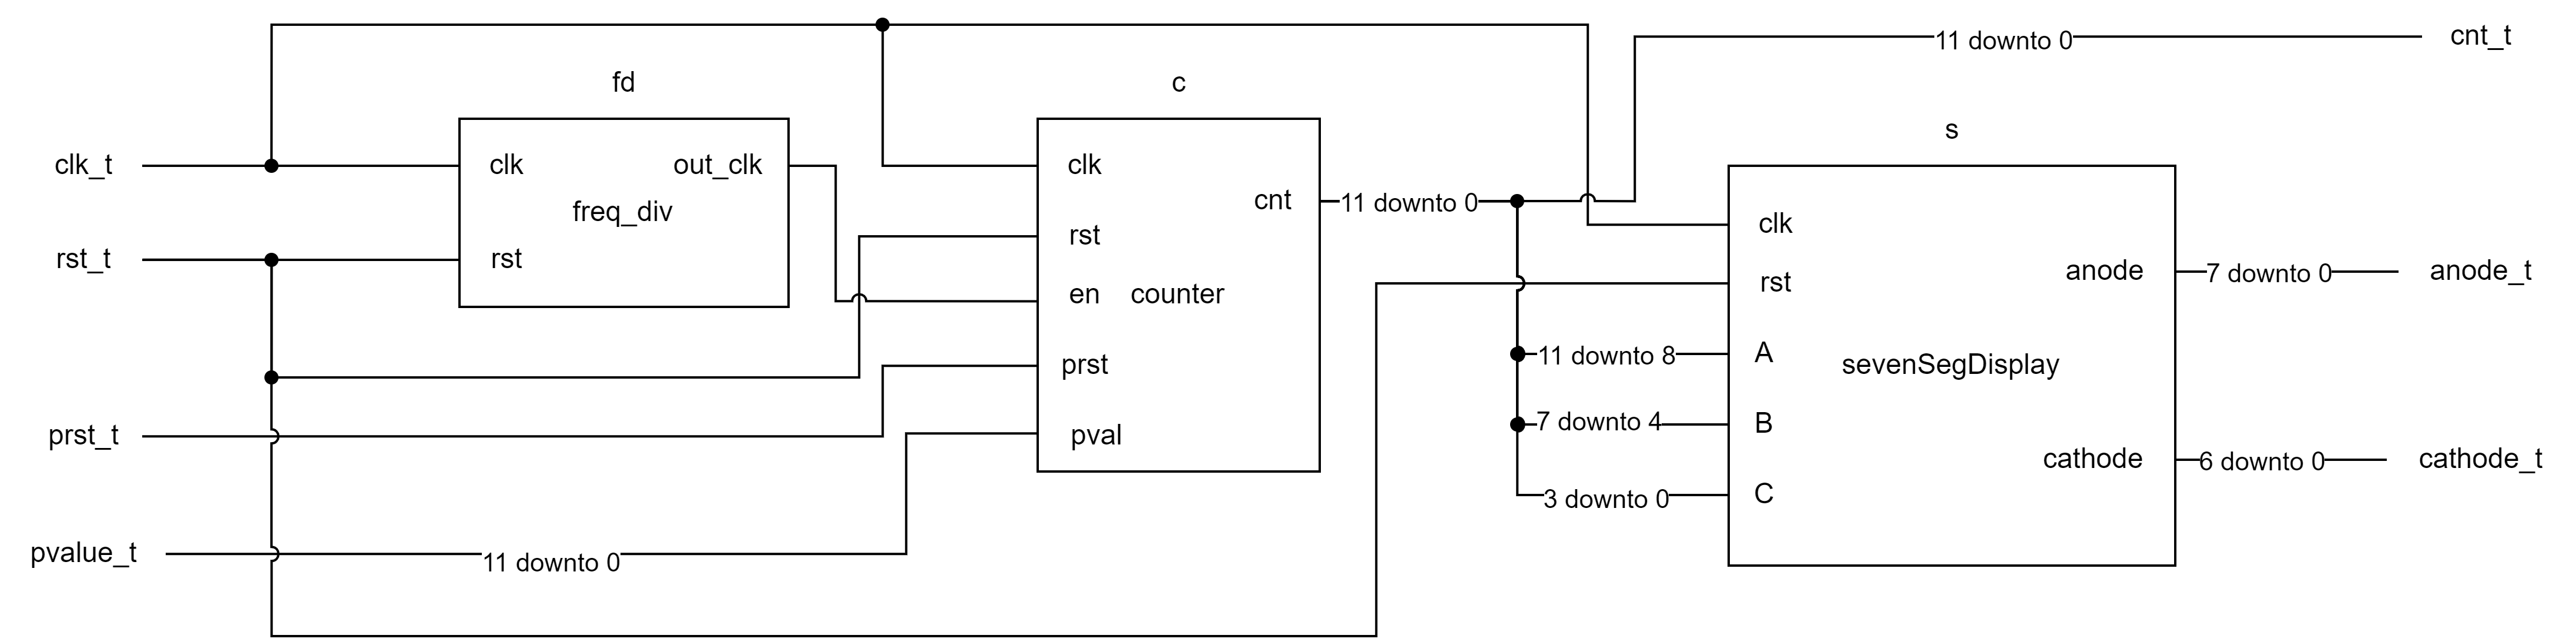 clk_t
rst_t
prst_t
pvalue_t
11 downto 0
fd
clk
out_clk
freq_div
rst
c
clk
cnt
rst
en
counter
prst
pval
11 downto 0
11 downto 8
7 downto 4
3 downto 0
s
clk
rst
anode
A
sevenSegDisplay
B
cathode
C
11 downto 0
cnt_t
7 downto 0
anode_t
6 downto 0
cathode_t